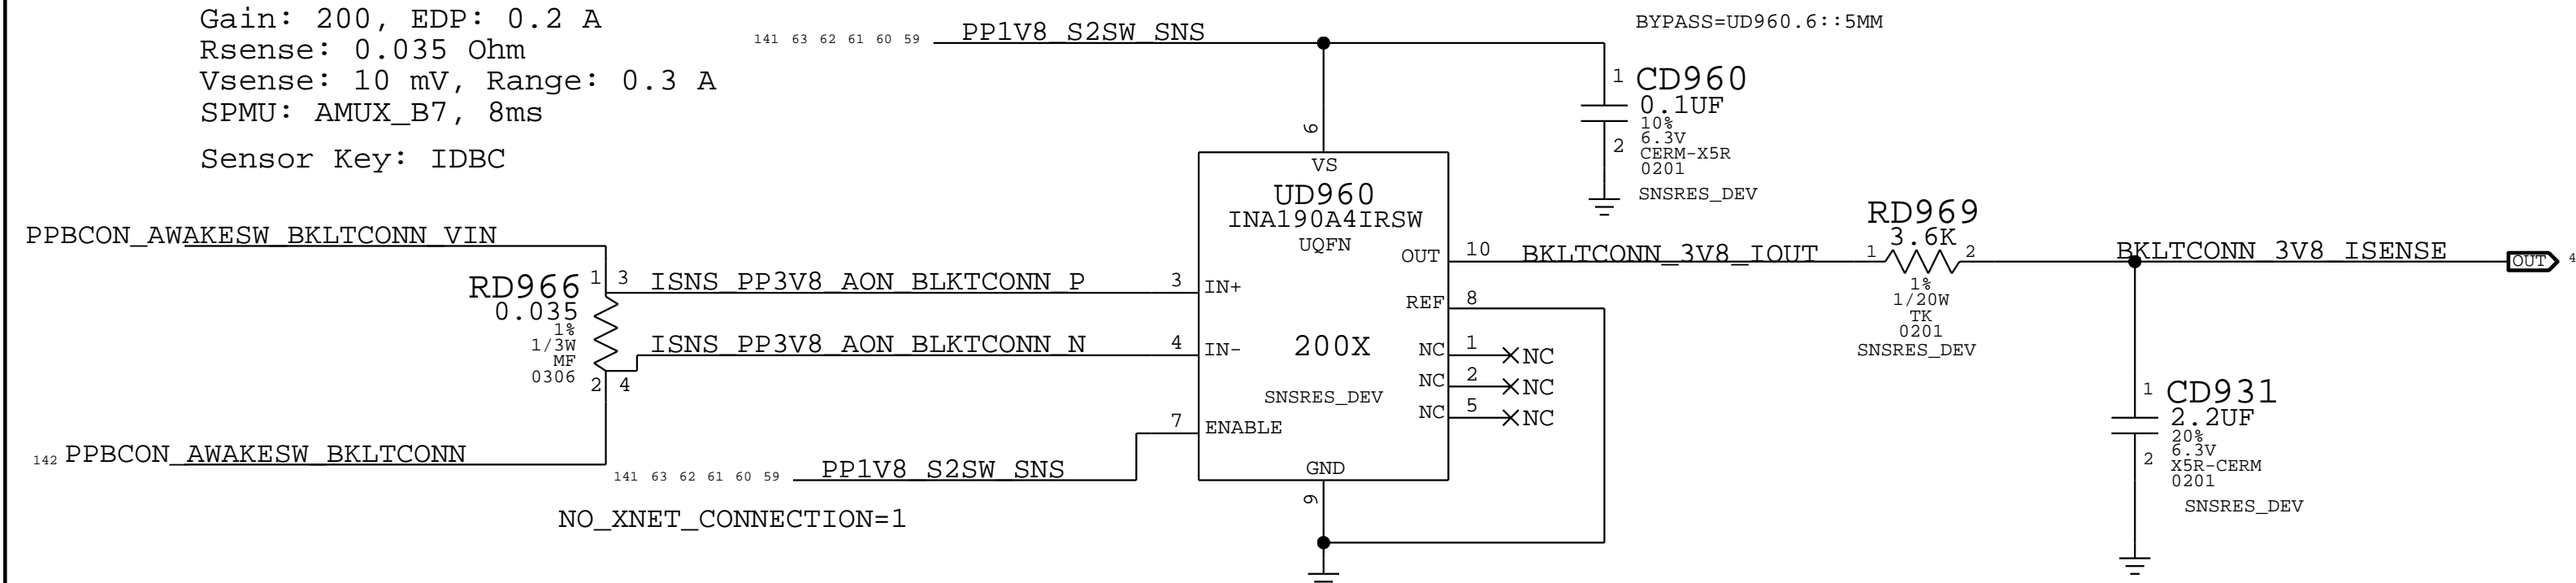 Gain: 200, EDP: 0.2 A
Rsense: 0.035 Ohm
Vsense: 10 mV, Range: 0.3 A
SPMU: AMUX_B7, 8ms
Sensor Key: IDBC
141 63 62 61 60 59 PP1V8_S2SW_SNS
BYPASS=UD960.6::5MM
1 CD960
0.1UF
10%
6.3V
2 CERM-X5R
0201
SNSRES_DEV
6
VS
UD960
INA190A4IRSW
UQFN
PPBCON_AWAKESW_BKLTCONN_VIN
RD966 1 3 ISNS_PP3V8_AON_BLKTCONN_P 3 IN+
0.035
1%
1/3W
MF
0306
2 4 ISNS_PP3V8_AON_BLKTCONN_N 4 IN-
200X
SNSRES_DEV
OUT 10 BKLTCONN_3V8_IOUT
REF 8
NC 1 NC
NC 2 NC
NC 5 NC
7 ENABLE
GND
9
RD969
3.6K
1 2
1%
1/20W
TK
0201
SNSRES_DEV
BKLTCONN_3V8_ISENSE OUT 4
1 CD931
2.2UF
20%
6.3V
2 X5R-CERM
0201
SNSRES_DEV
142 PPBCON_AWAKESW_BKLTCONN
141 63 62 61 60 59 PP1V8_S2SW_SNS
NO_XNET_CONNECTION=1